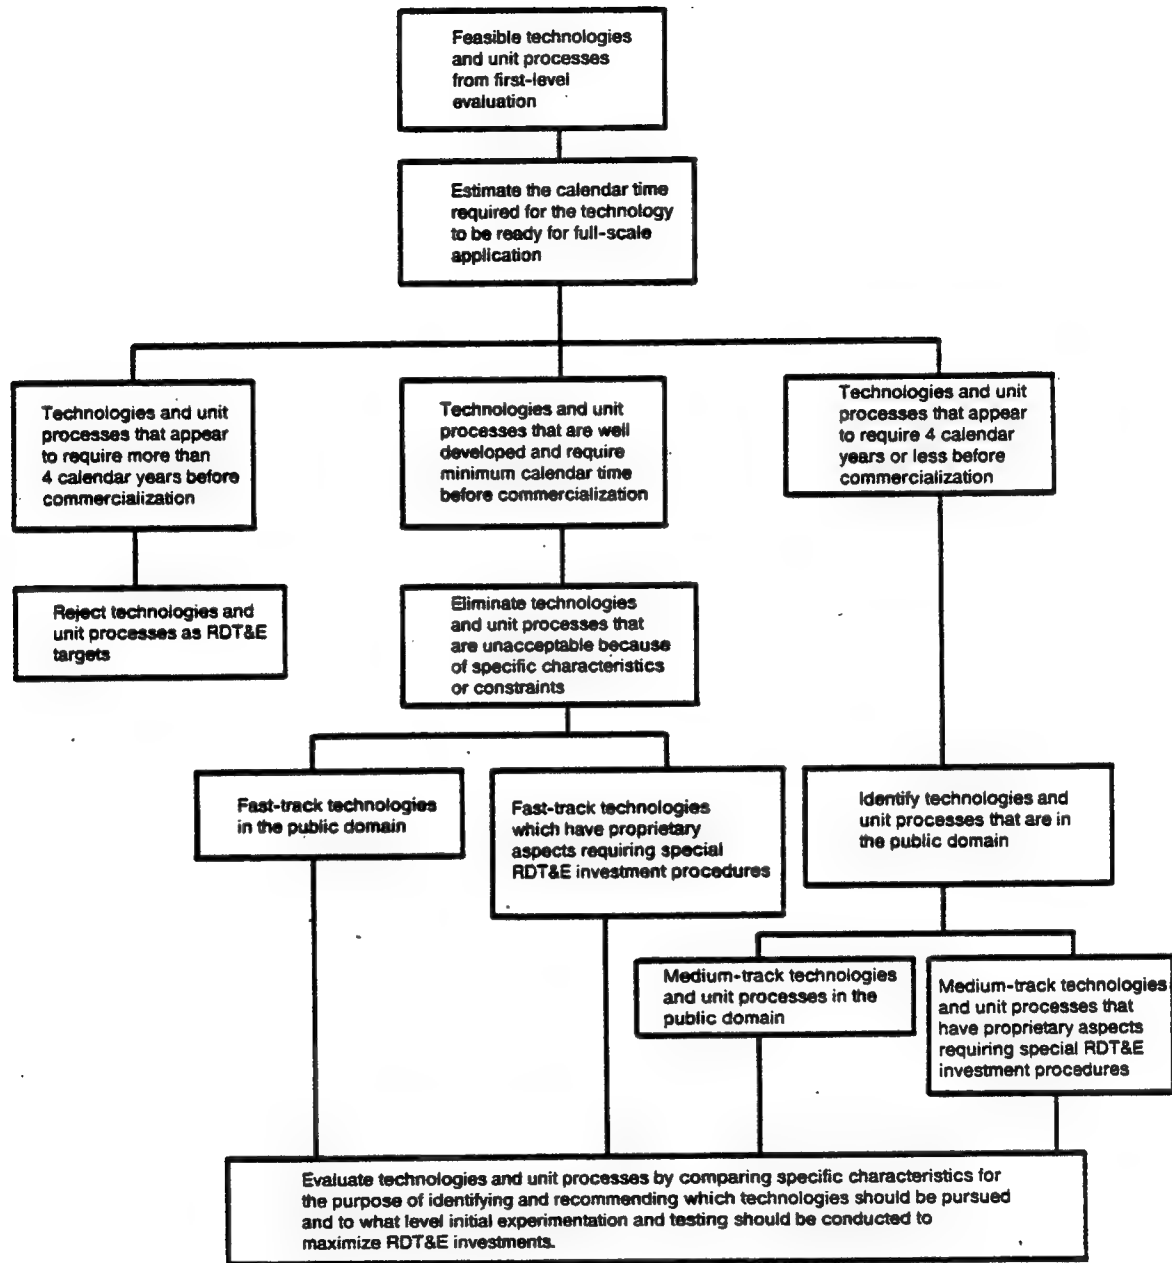 Feasible technologies
and unit processes
from first-level
evaluation
Estimate the calendar time
required for the technology
to be ready for full-scale
application
Technologies and unit
processes that appear
to require more than
4 calendar years before
commercialization
Technologies and unit
processes that are well
developed and require
minimum calendar time
before commercialization
Technologies and unit
processes that appear
to require 4 calendar
years or less before
commercialization
Reject technologies and
unit processes as RDT&E
targets
Eliminate technologies
and unit processes that
are unacceptable because
of specific characteristics
or constraints
Fast-track technologies
in the public domain
Fast-track technologies
which have proprietary
aspects requiring special
RDT&E investment procedures
Identify technologies and
unit processes that are in
the public domain
Medium-track technologies
and unit processes in the
public domain
Medium-track technologies
and unit processes that
have proprietary aspects
requiring special RDT&E
investment procedures
Evaluate technologies and unit processes by comparing specific characteristics for
the purpose of identifying and recommending which technologies should be pursued
and to what level initial experimentation and testing should be conducted to
maximize RDT&E investments.